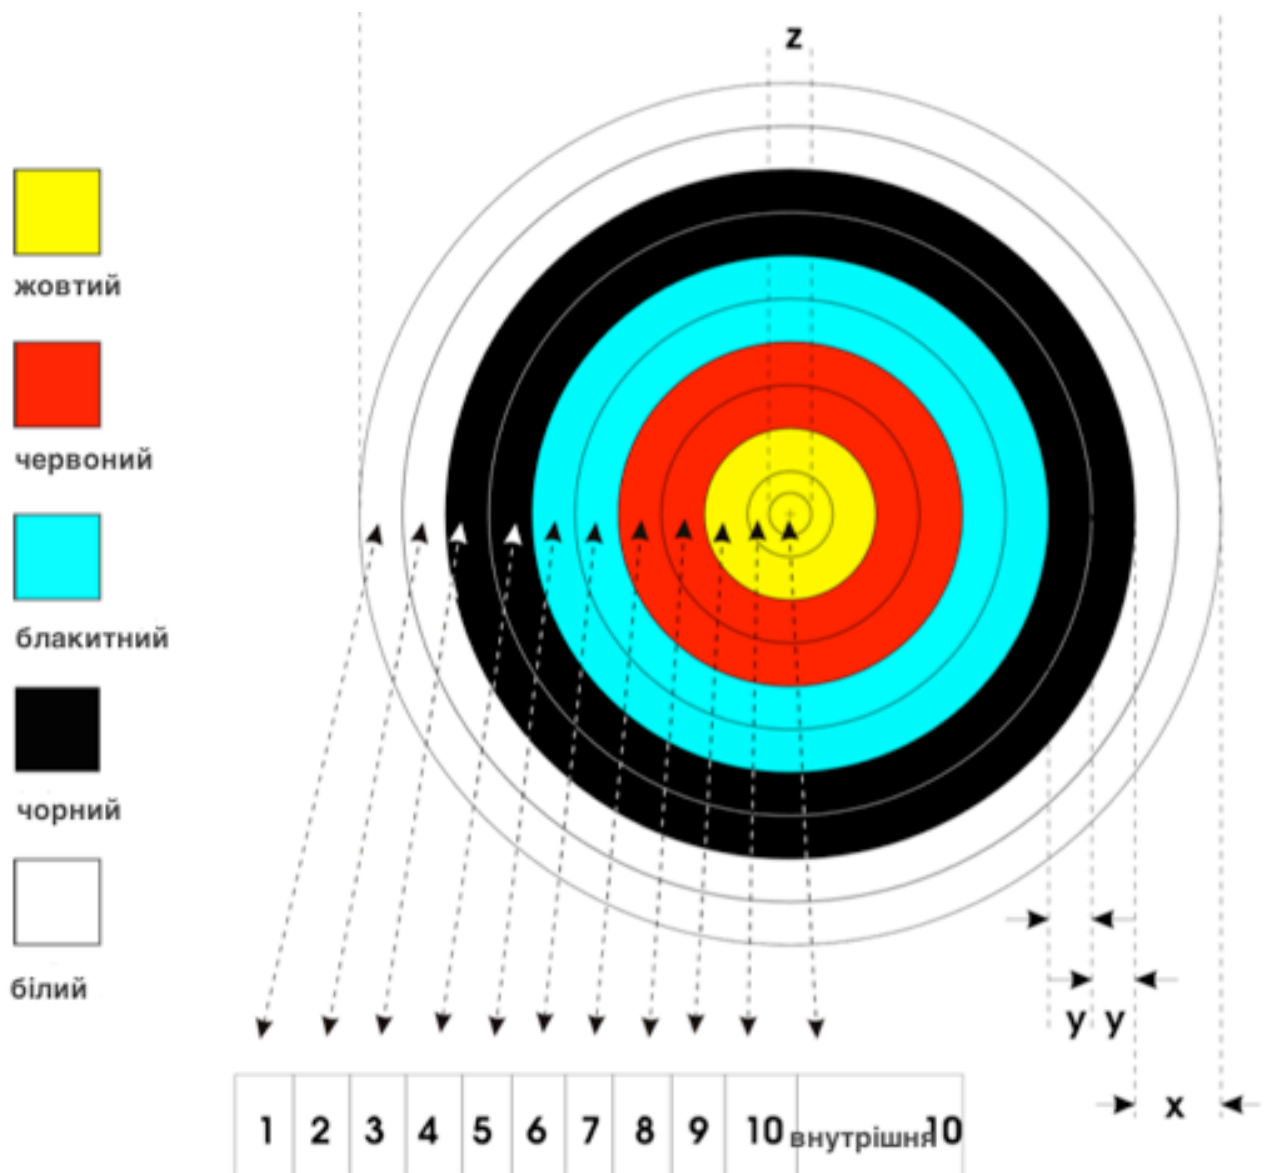 z
жовтий
червоний
блакитний
чорний
білий
y y
x
1 2 3 4 5 6 7 8 9 10 внутрішня 10